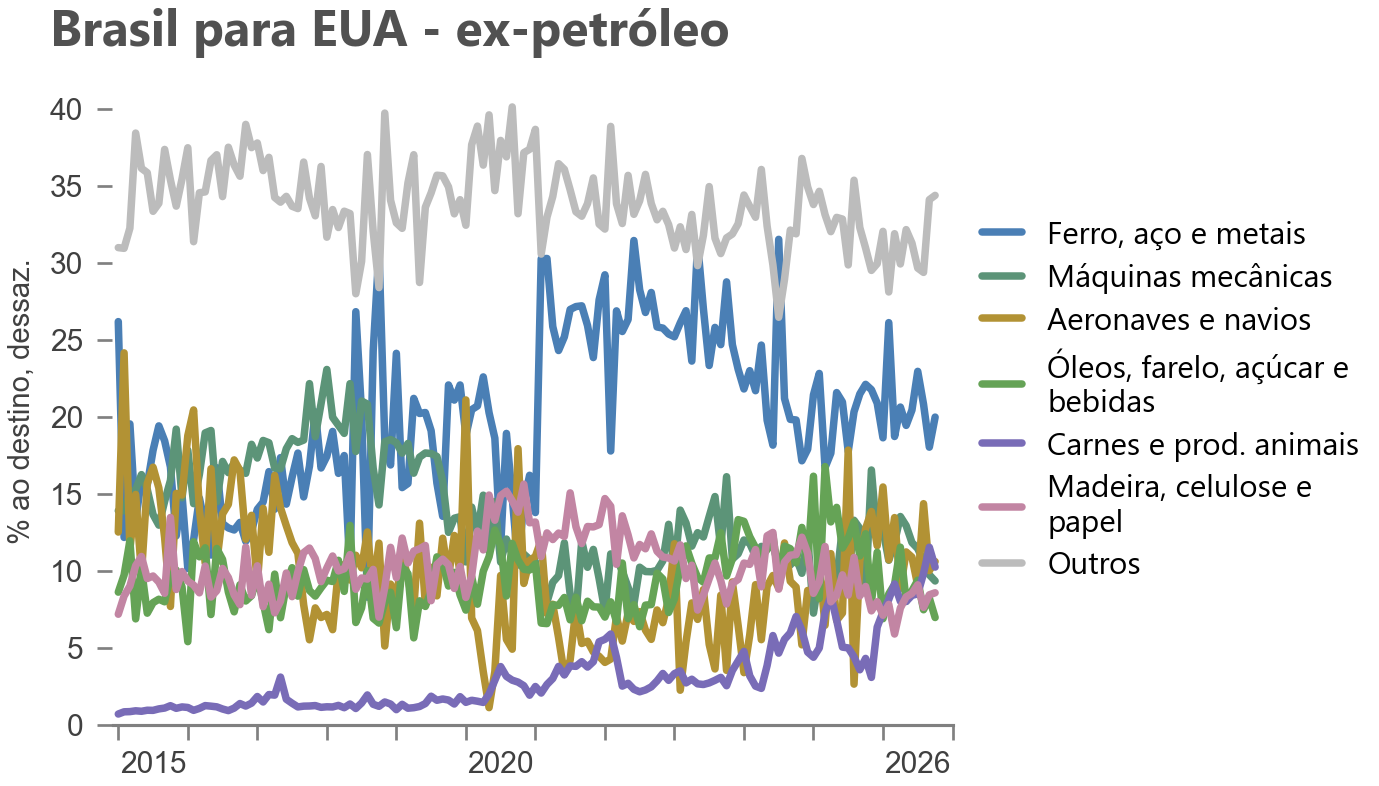 Brasil para EUA - ex-petróleo
% ao destino, dessaz.
40
35
30
25
20
15
10
5
0
2015
2020
2026
Ferro, aço e metais
Máquinas mecânicas
Aeronaves e navios
Óleos, farelo, açúcar e
bebidas
Carnes e prod. animais
Madeira, celulose e
papel
Outros